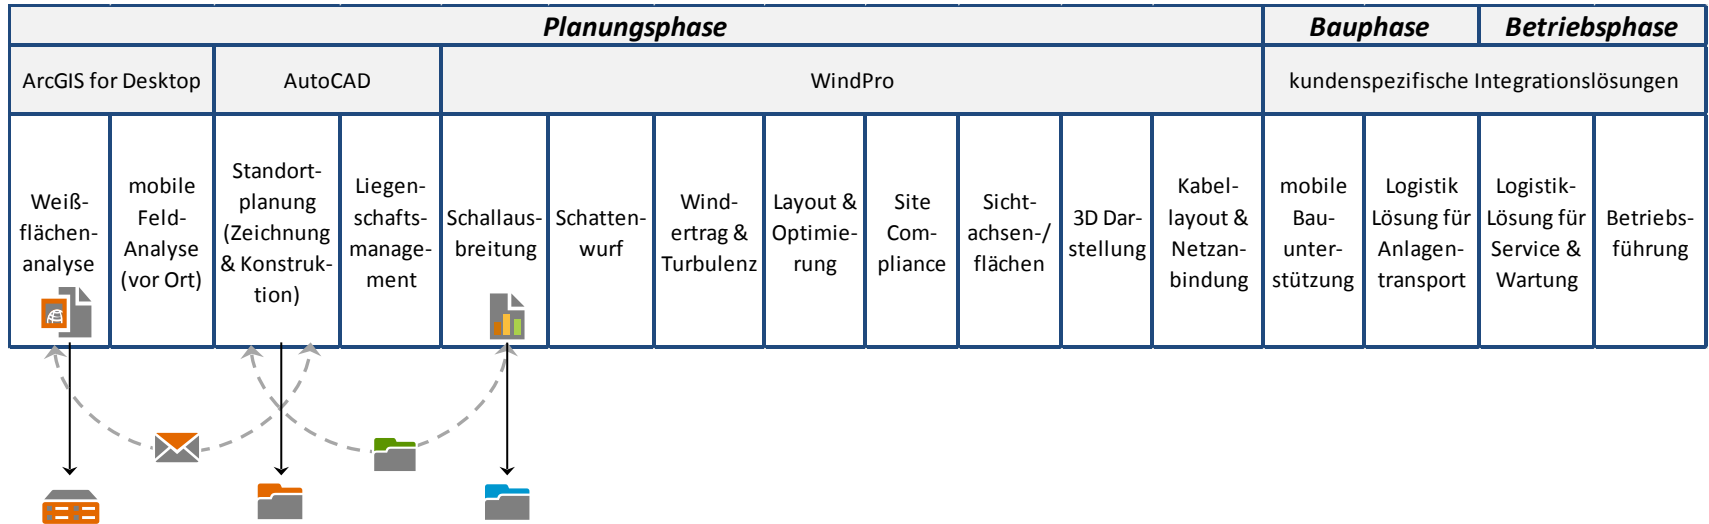 Planungsphase
Bauphase
Betriebsphase
ArcGIS for Desktop
AutoCAD
WindPro
kundenspezifische Integrationslösungen
Weiß-
flächen-
analyse
mobile
Feld-
Analyse
(vor Ort)
Standort-
planung
(Zeichnung
& Konstruk-
tion)
Liegen-
schafts-
manage-
ment
Schallaus-
breitung
Schatten-
wurf
Wind-
ertrag &
Turbulenz
Layout &
Optimie-
rung
Site
Com-
pliance
Sicht-
achsen-/
flächen
3D Dar-
stellung
Kabel-
layout &
Netzan-
bindung
mobile
Bau-
unter-
stützung
Logistik
Lösung für
Anlagen-
transport
Logistik-
Lösung für
Service &
Wartung
Betriebs-
führung